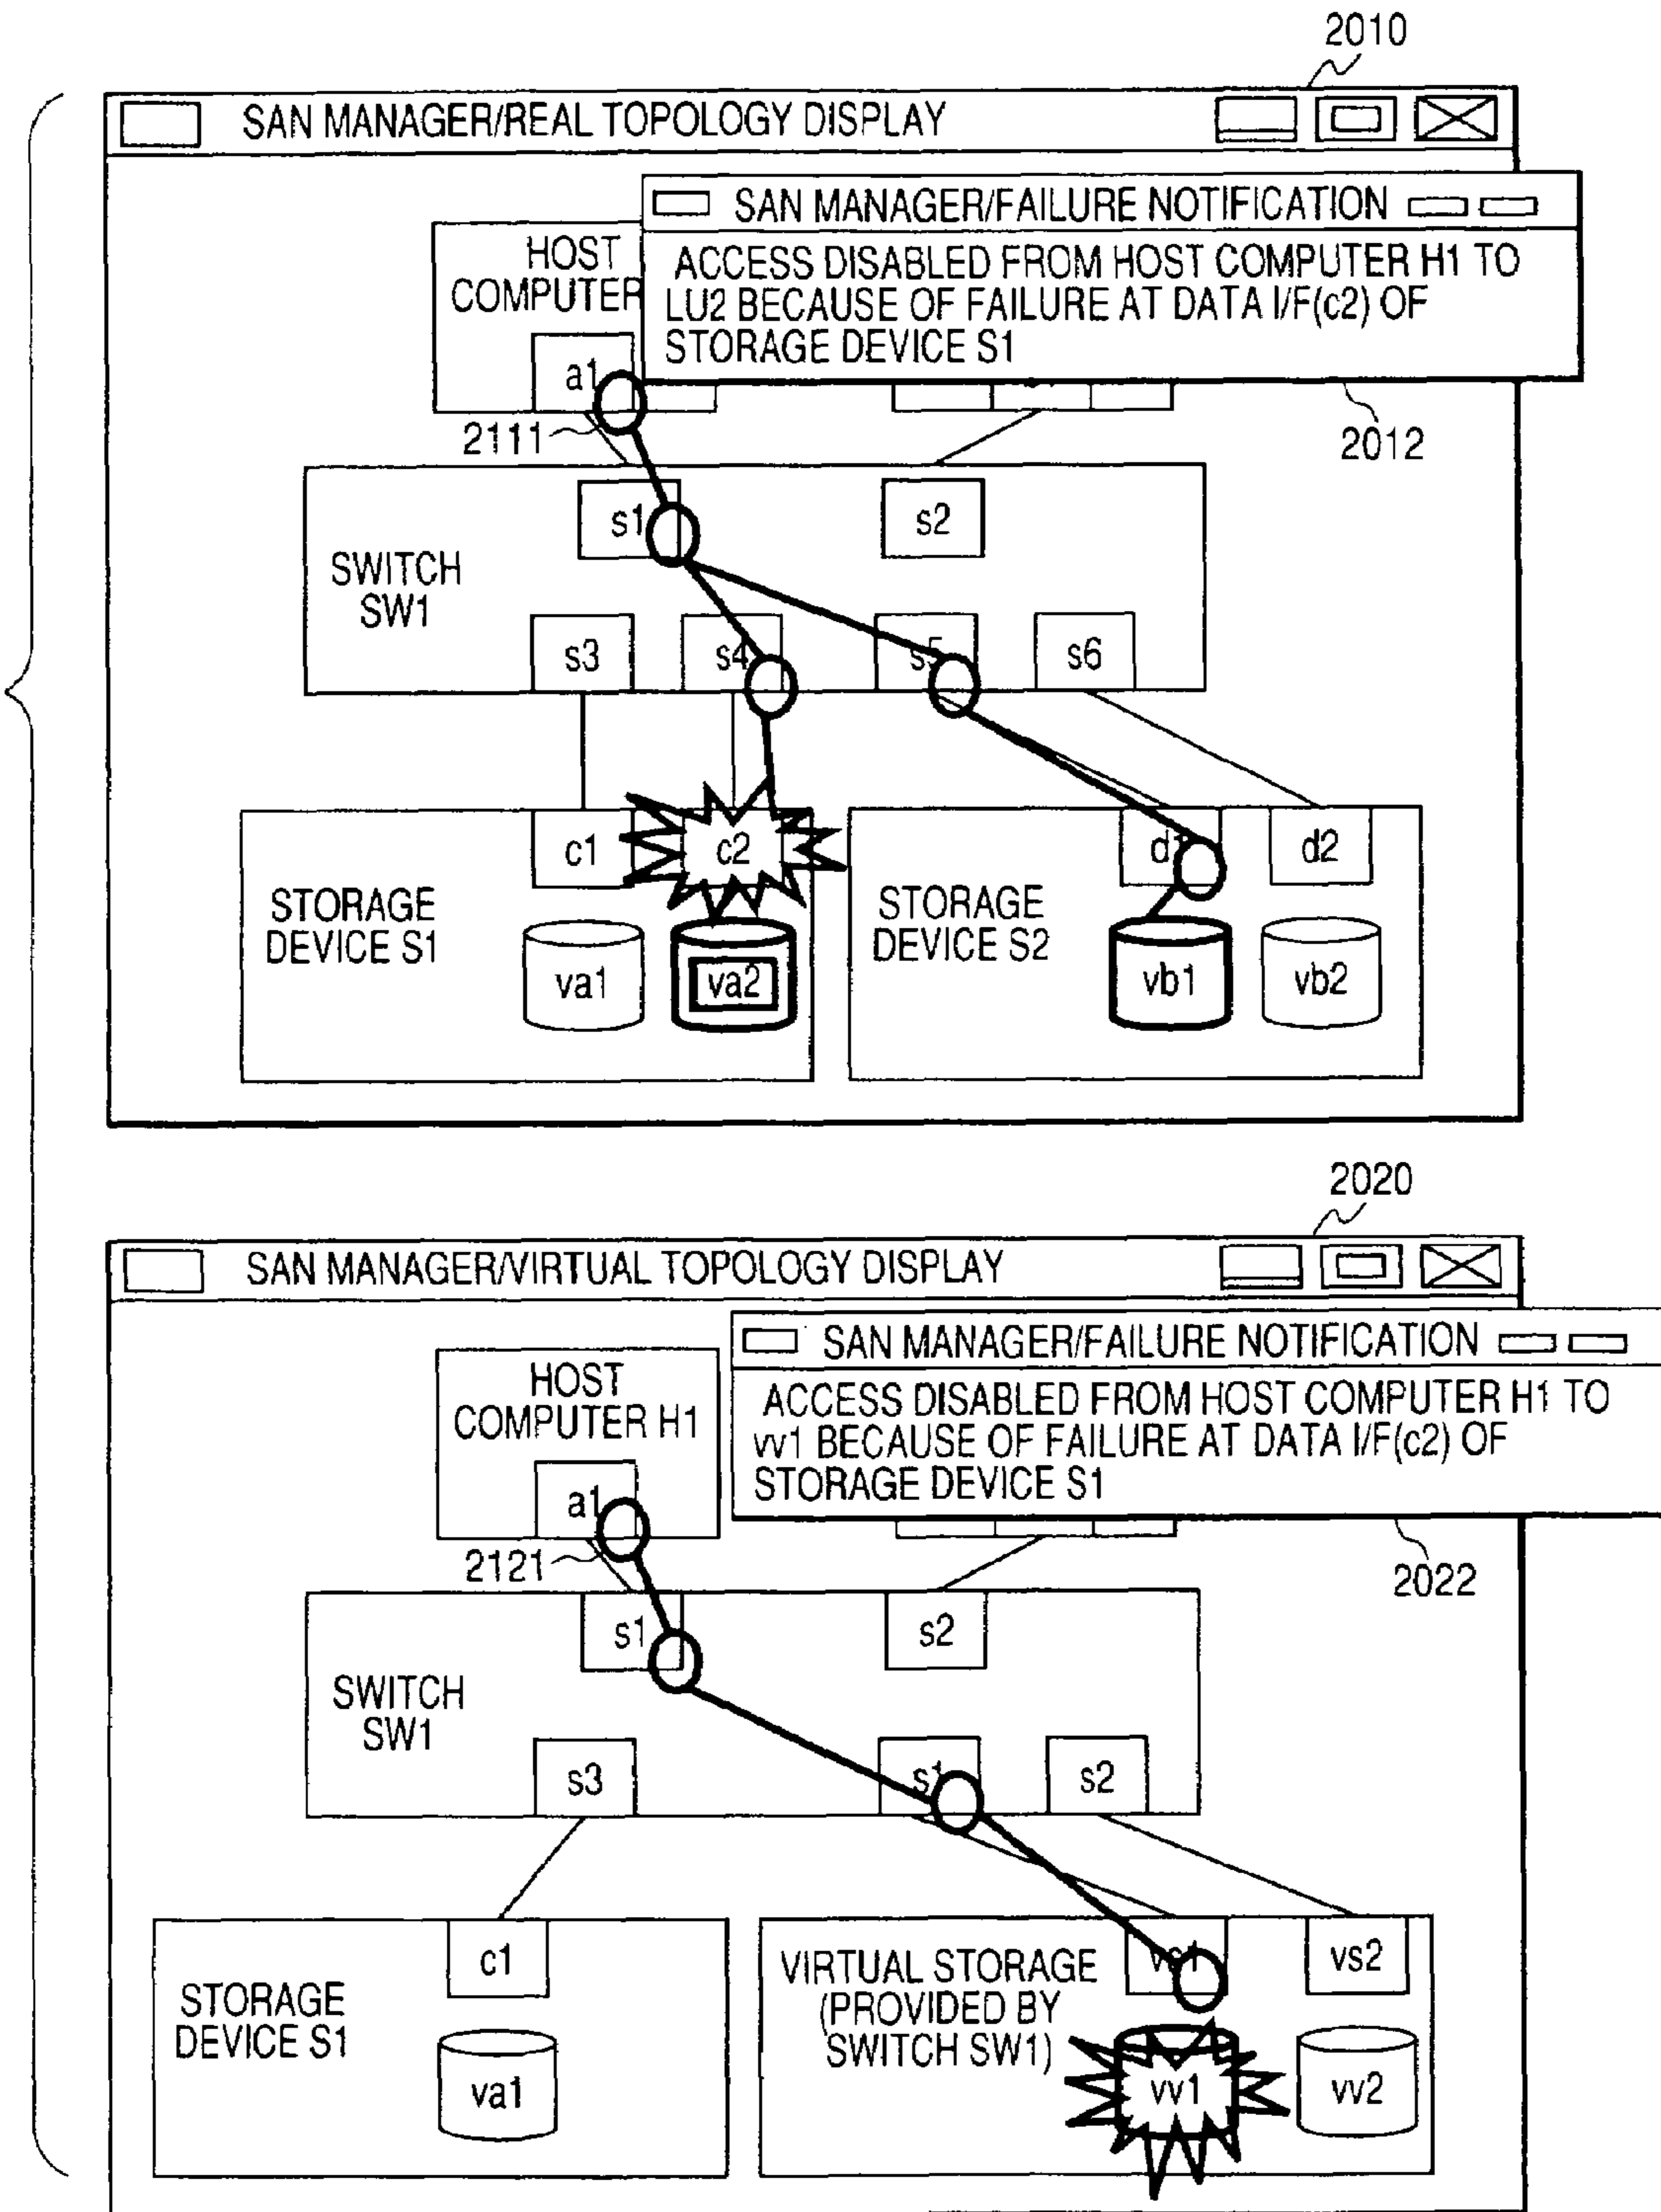 2010
SAN MANAGER/REAL TOPOLOGY DISPLAY
SAN MANAGER/FAILURE NOTIFICATION
ACCESS DISABLED FROM HOST COMPUTER H1 TO
LU2 BECAUSE OF FAILURE AT DATA I/F(c2) OF
STORAGE DEVICE S1
HOST
COMPUTER
a1
2111
2012
s1
s2
SWITCH
SW1
s3
s4
s5
s6
c1
c2
d1
d2
STORAGE
DEVICE S1
STORAGE
DEVICE S2
va1
va2
vb1
vb2
2020
SAN MANAGER/VIRTUAL TOPOLOGY DISPLAY
SAN MANAGER/FAILURE NOTIFICATION
ACCESS DISABLED FROM HOST COMPUTER H1 TO
vv1 BECAUSE OF FAILURE AT DATA I/F(c2) OF
STORAGE DEVICE S1
HOST
COMPUTER H1
a1
2121
2022
s1
s2
SWITCH
SW1
s3
s1
s2
c1
vs1
vs2
STORAGE
DEVICE S1
VIRTUAL STORAGE
(PROVIDED BY
SWITCH SW1)
va1
vv1
vv2